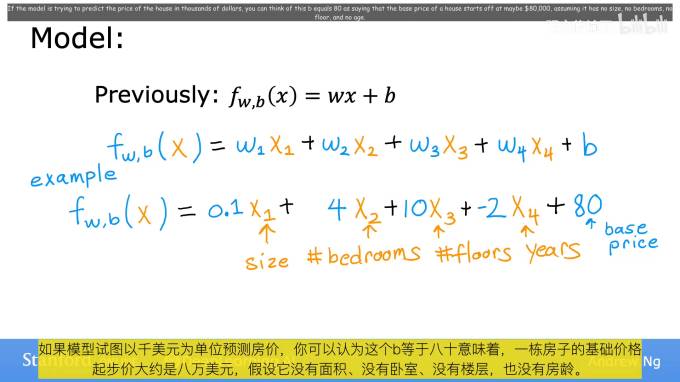 If the model is trying to predict the price of the house in thousands of dollars, you can think of this b equals 80 as saying that the base price of a house starts off at maybe $80,000, assuming it has no size, no bedrooms, no
floor, and no age.
bilibili
Model:
Previously: f_{w,b}(x) = wx + b
f_{w,b}(X) = w₁X₁ + w₂X₂ + w₃X₃ + w₄X₄ + b
example
f_{w,b}(X) = 0.1X₁ + 4X₂ + 10X₃ + -2X₄ + 80
↑ ↑ ↑ ↑ ↑ base
size #bedrooms #floors years price
如果模型试图以千美元为单位预测房价，你可以认为这个b等于八十意味着，一栋房子的基础价格
起步价大约是八万美元，假设它没有面积、没有卧室、没有楼层，也没有房龄。
Andrew Ng